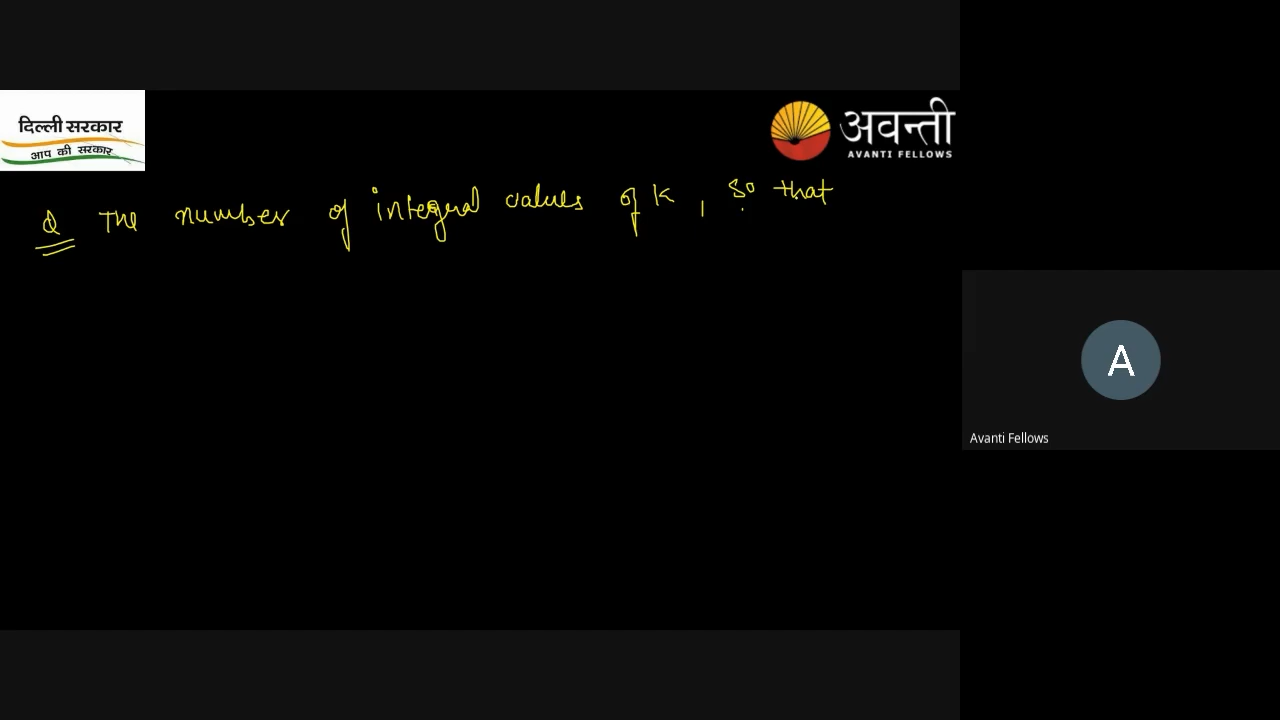 दिल्ली सरकार
आप की सरकार
अवन्ती
AVANTI FELLOWS
Q The number of integral values of K, so that
A
Avanti Fellows